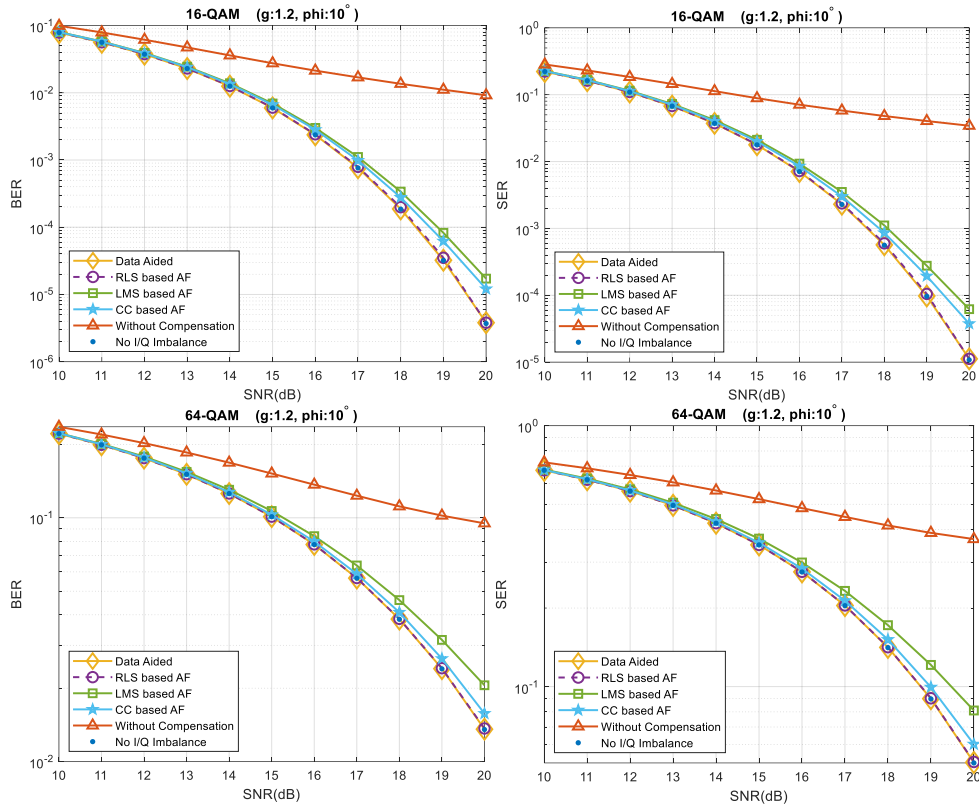 16-QAM (g:1.2, phi:10°)
BER
10^-1
10^-2
10^-3
10^-4
10^-5
10^-6
Data Aided
RLS based AF
LMS based AF
CC based AF
Without Compensation
No I/Q Imbalance
10 11 12 13 14 15 16 17 18 19 20
SNR(dB)
16-QAM (g:1.2, phi:10°)
SER
10^0
10^-1
10^-2
10^-3
10^-4
10^-5
Data Aided
RLS based AF
LMS based AF
CC based AF
Without Compensation
No I/Q Imbalance
10 11 12 13 14 15 16 17 18 19 20
SNR(dB)
64-QAM (g:1.2, phi:10°)
BER
10^-1
10^-2
Data Aided
RLS based AF
LMS based AF
CC based AF
Without Compensation
No I/Q Imbalance
10 11 12 13 14 15 16 17 18 19 20
SNR(dB)
64-QAM (g:1.2, phi:10°)
SER
10^0
10^-1
Data Aided
RLS based AF
LMS based AF
CC based AF
Without Compensation
No I/Q Imbalance
10 11 12 13 14 15 16 17 18 19 20
SNR(dB)